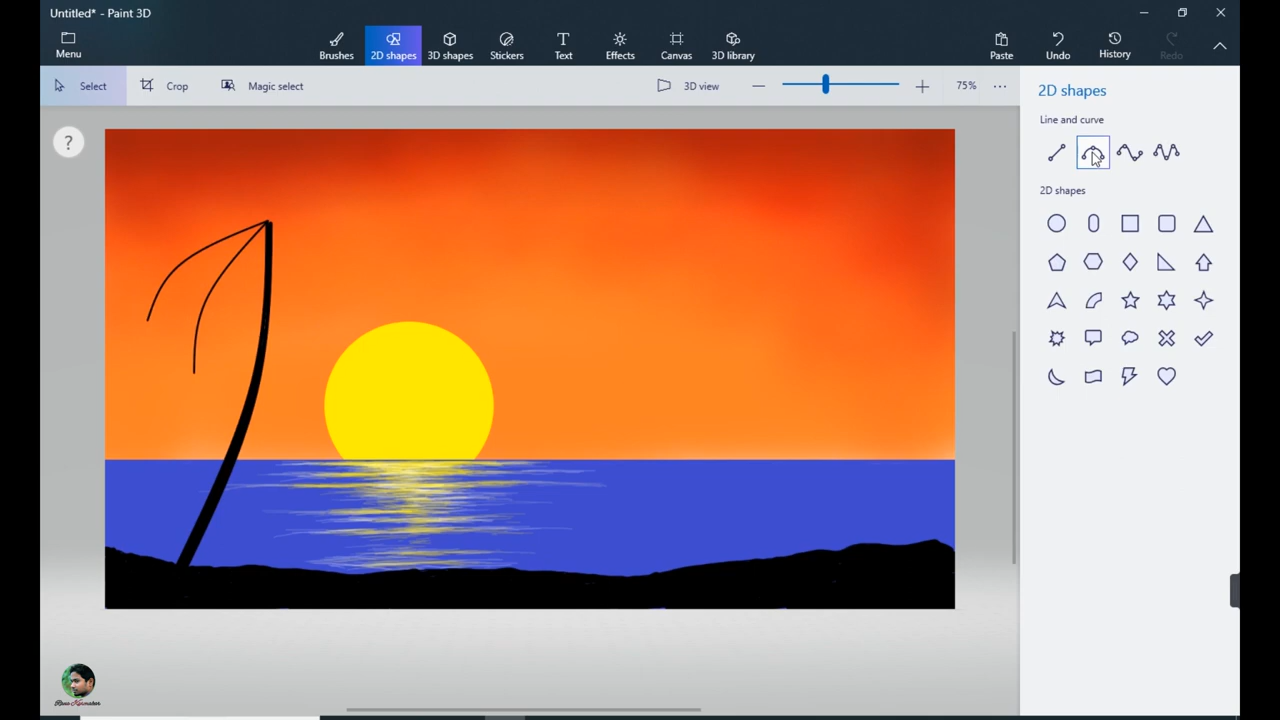 Untitled* - Paint 3D
Menu
Brushes
2D shapes
3D shapes
Stickers
Text
Effects
Canvas
3D library
Paste
Undo
History
Redo
Select
Crop
Magic select
3D view
75%
?
2D shapes
Line and curve
2D shapes